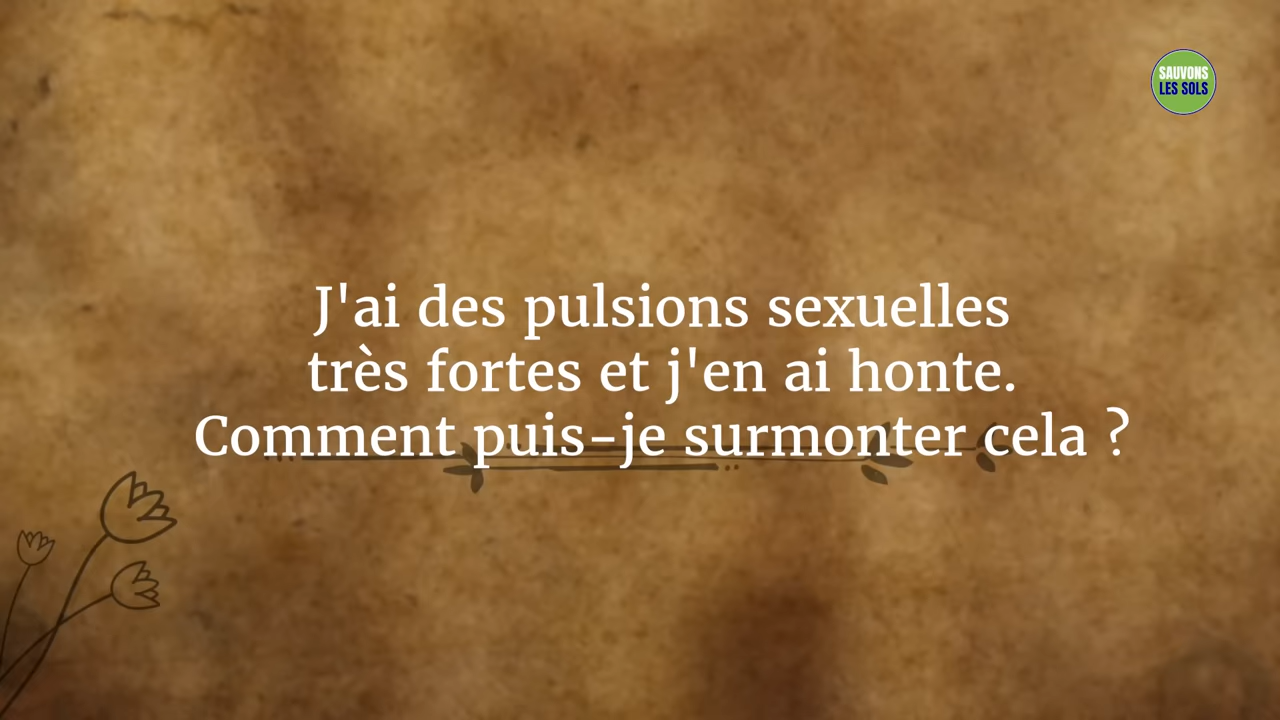 SAUVONS
LES SOLS
J'ai des pulsions sexuelles
très fortes et j'en ai honte.
Comment puis-je surmonter cela ?